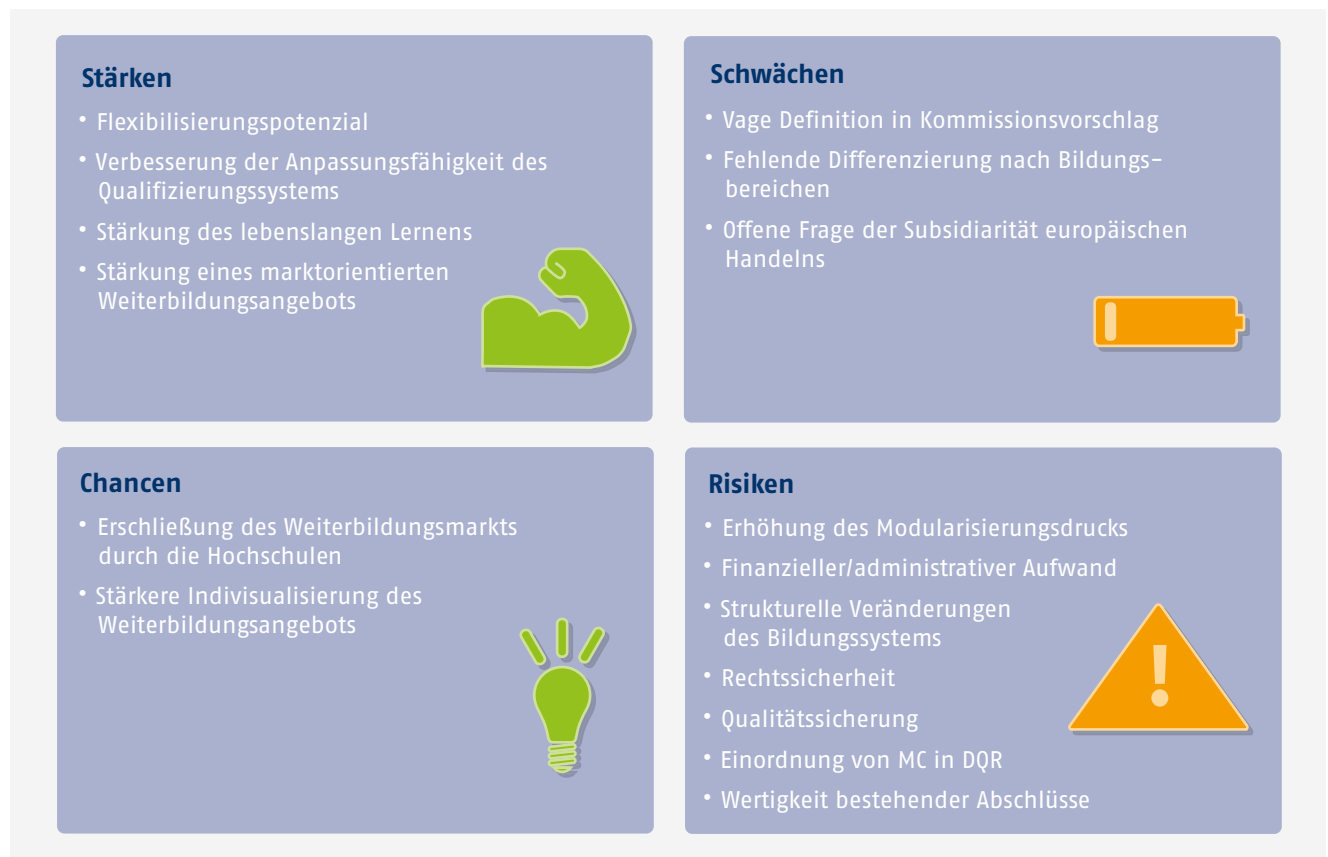 Stärken
• Flexibilisierungspotenzial
• Verbesserung der Anpassungsfähigkeit des
Qualifizierungssystems
• Stärkung des lebenslangen Lernens
• Stärkung eines marktorientierten
Weiterbildungsangebots
Schwächen
• Vage Definition in Kommissionsvorschlag
• Fehlende Differenzierung nach Bildungs-
bereichen
• Offene Frage der Subsidiarität europäischen
Handelns
Chancen
• Erschließung des Weiterbildungsmarkts
durch die Hochschulen
• Stärkere Indivisualisierung des
Weiterbildungsangebots
Risiken
• Erhöhung des Modularisierungsdrucks
• Finanzieller/administrativer Aufwand
• Strukturelle Veränderungen
des Bildungssystems
• Rechtssicherheit
• Qualitätssicherung
• Einordnung von MC in DQR
• Wertigkeit bestehender Abschlüsse